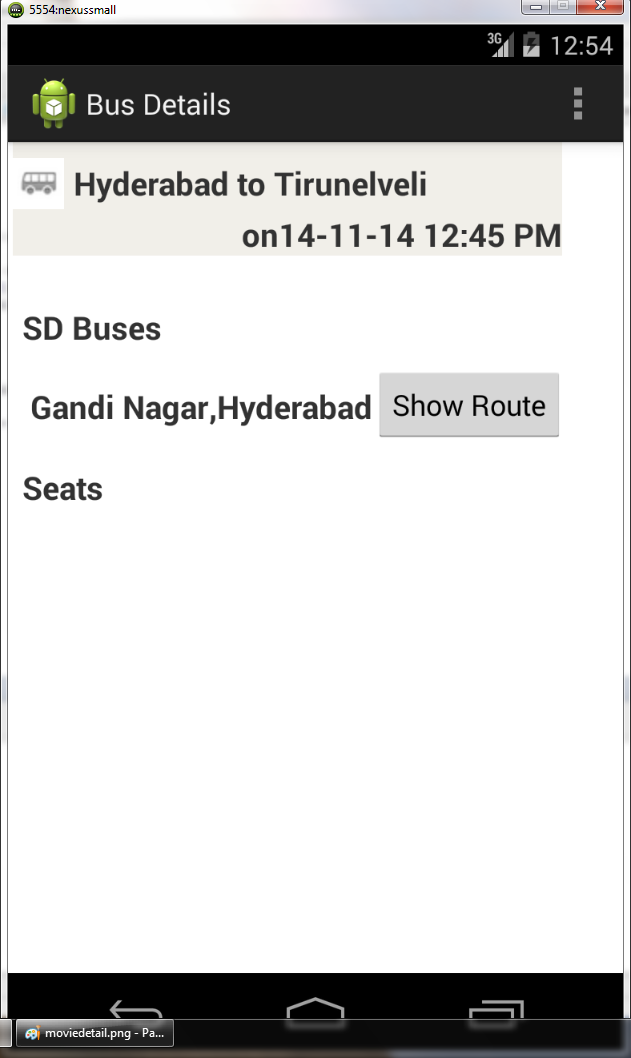 5554:nexussmall
3G 12:54
Bus Details
Hyderabad to Tirunelveli
on14-11-14 12:45 PM
SD Buses
Gandi Nagar,Hyderabad Show Route
Seats
moviedetail.png - Pa...